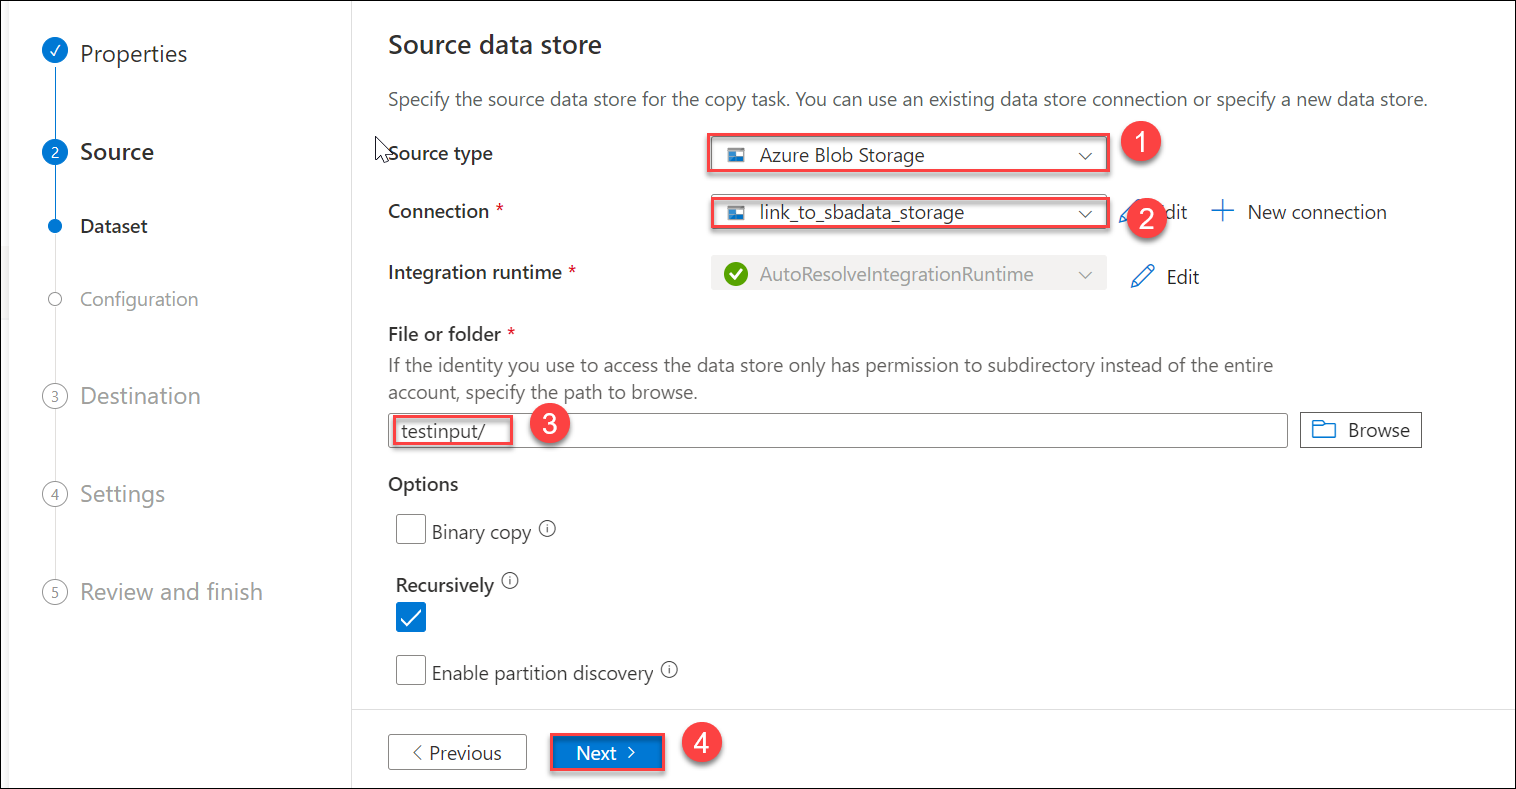 Properties
2 Source
Dataset
Configuration
3 Destination
4 Settings
5 Review and finish
Source data store
Specify the source data store for the copy task. You can use an existing data store connection or specify a new data store.
Source type
Azure Blob Storage
1
Connection *
link_to_sbadata_storage
2
dit
New connection
Integration runtime *
AutoResolveIntegrationRuntime
Edit
File or folder *
If the identity you use to access the data store only has permission to subdirectory instead of the entire
account, specify the path to browse.
testinput/
3
Browse
Options
Binary copy
Recursively
Enable partition discovery
Previous
Next
4